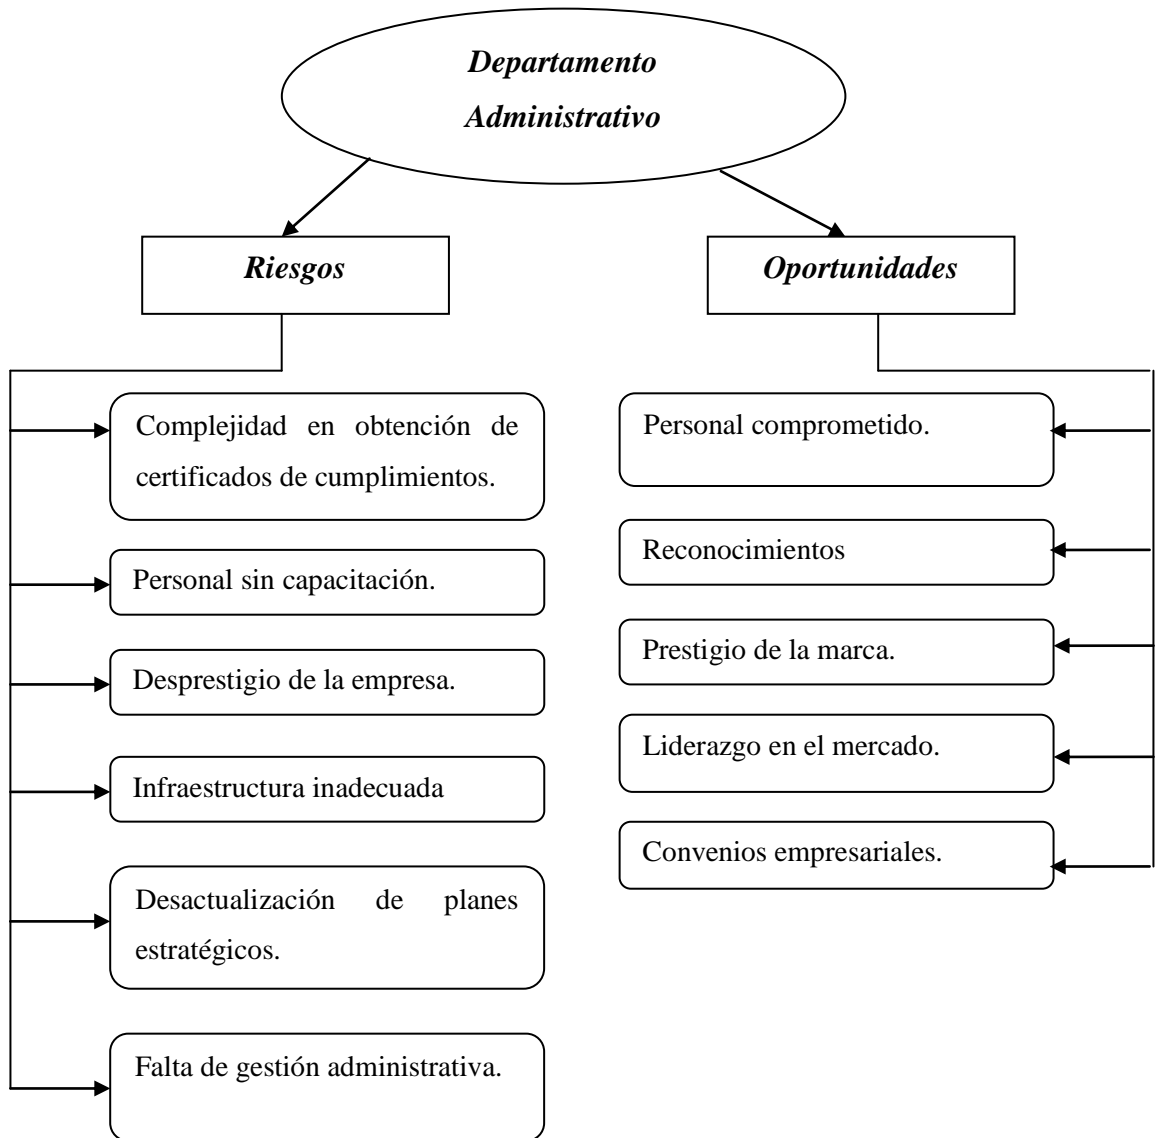 Departamento
Administrativo
Riesgos
Complejidad en obtención de
certificados de cumplimientos.
Personal sin capacitación.
Desprestigio de la empresa.
Infraestructura inadecuada
Desactualización de planes
estratégicos.
Falta de gestión administrativa.
Oportunidades
Personal comprometido.
Reconocimientos
Prestigio de la marca.
Liderazgo en el mercado.
Convenios empresariales.